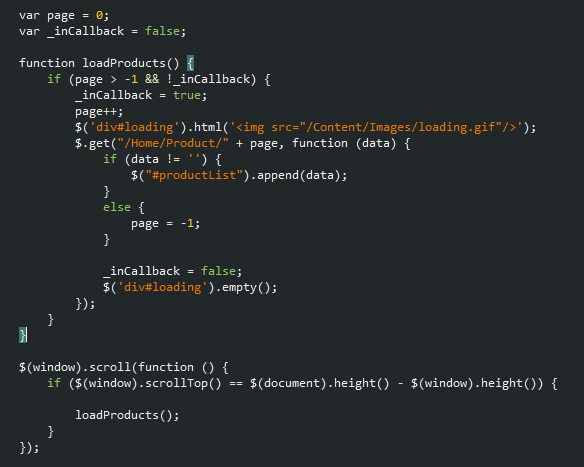 var page = 0;
var _inCallback = false;
function loadProducts() {
if (page > -1 && !_inCallback) {
_inCallback = true;
page++;
$('div#loading').html('<img src="/Content/Images/loading.gif"/>');
$.get("/Home/Product/" + page, function (data) {
if (data != '') {
$("#productList").append(data);
}
else {
page = -1;
}
_inCallback = false;
$('div#loading').empty();
});
}
}
$(window).scroll(function () {
if ($(window).scrollTop() == $(document).height() - $(window).height()) {
loadProducts();
}
});